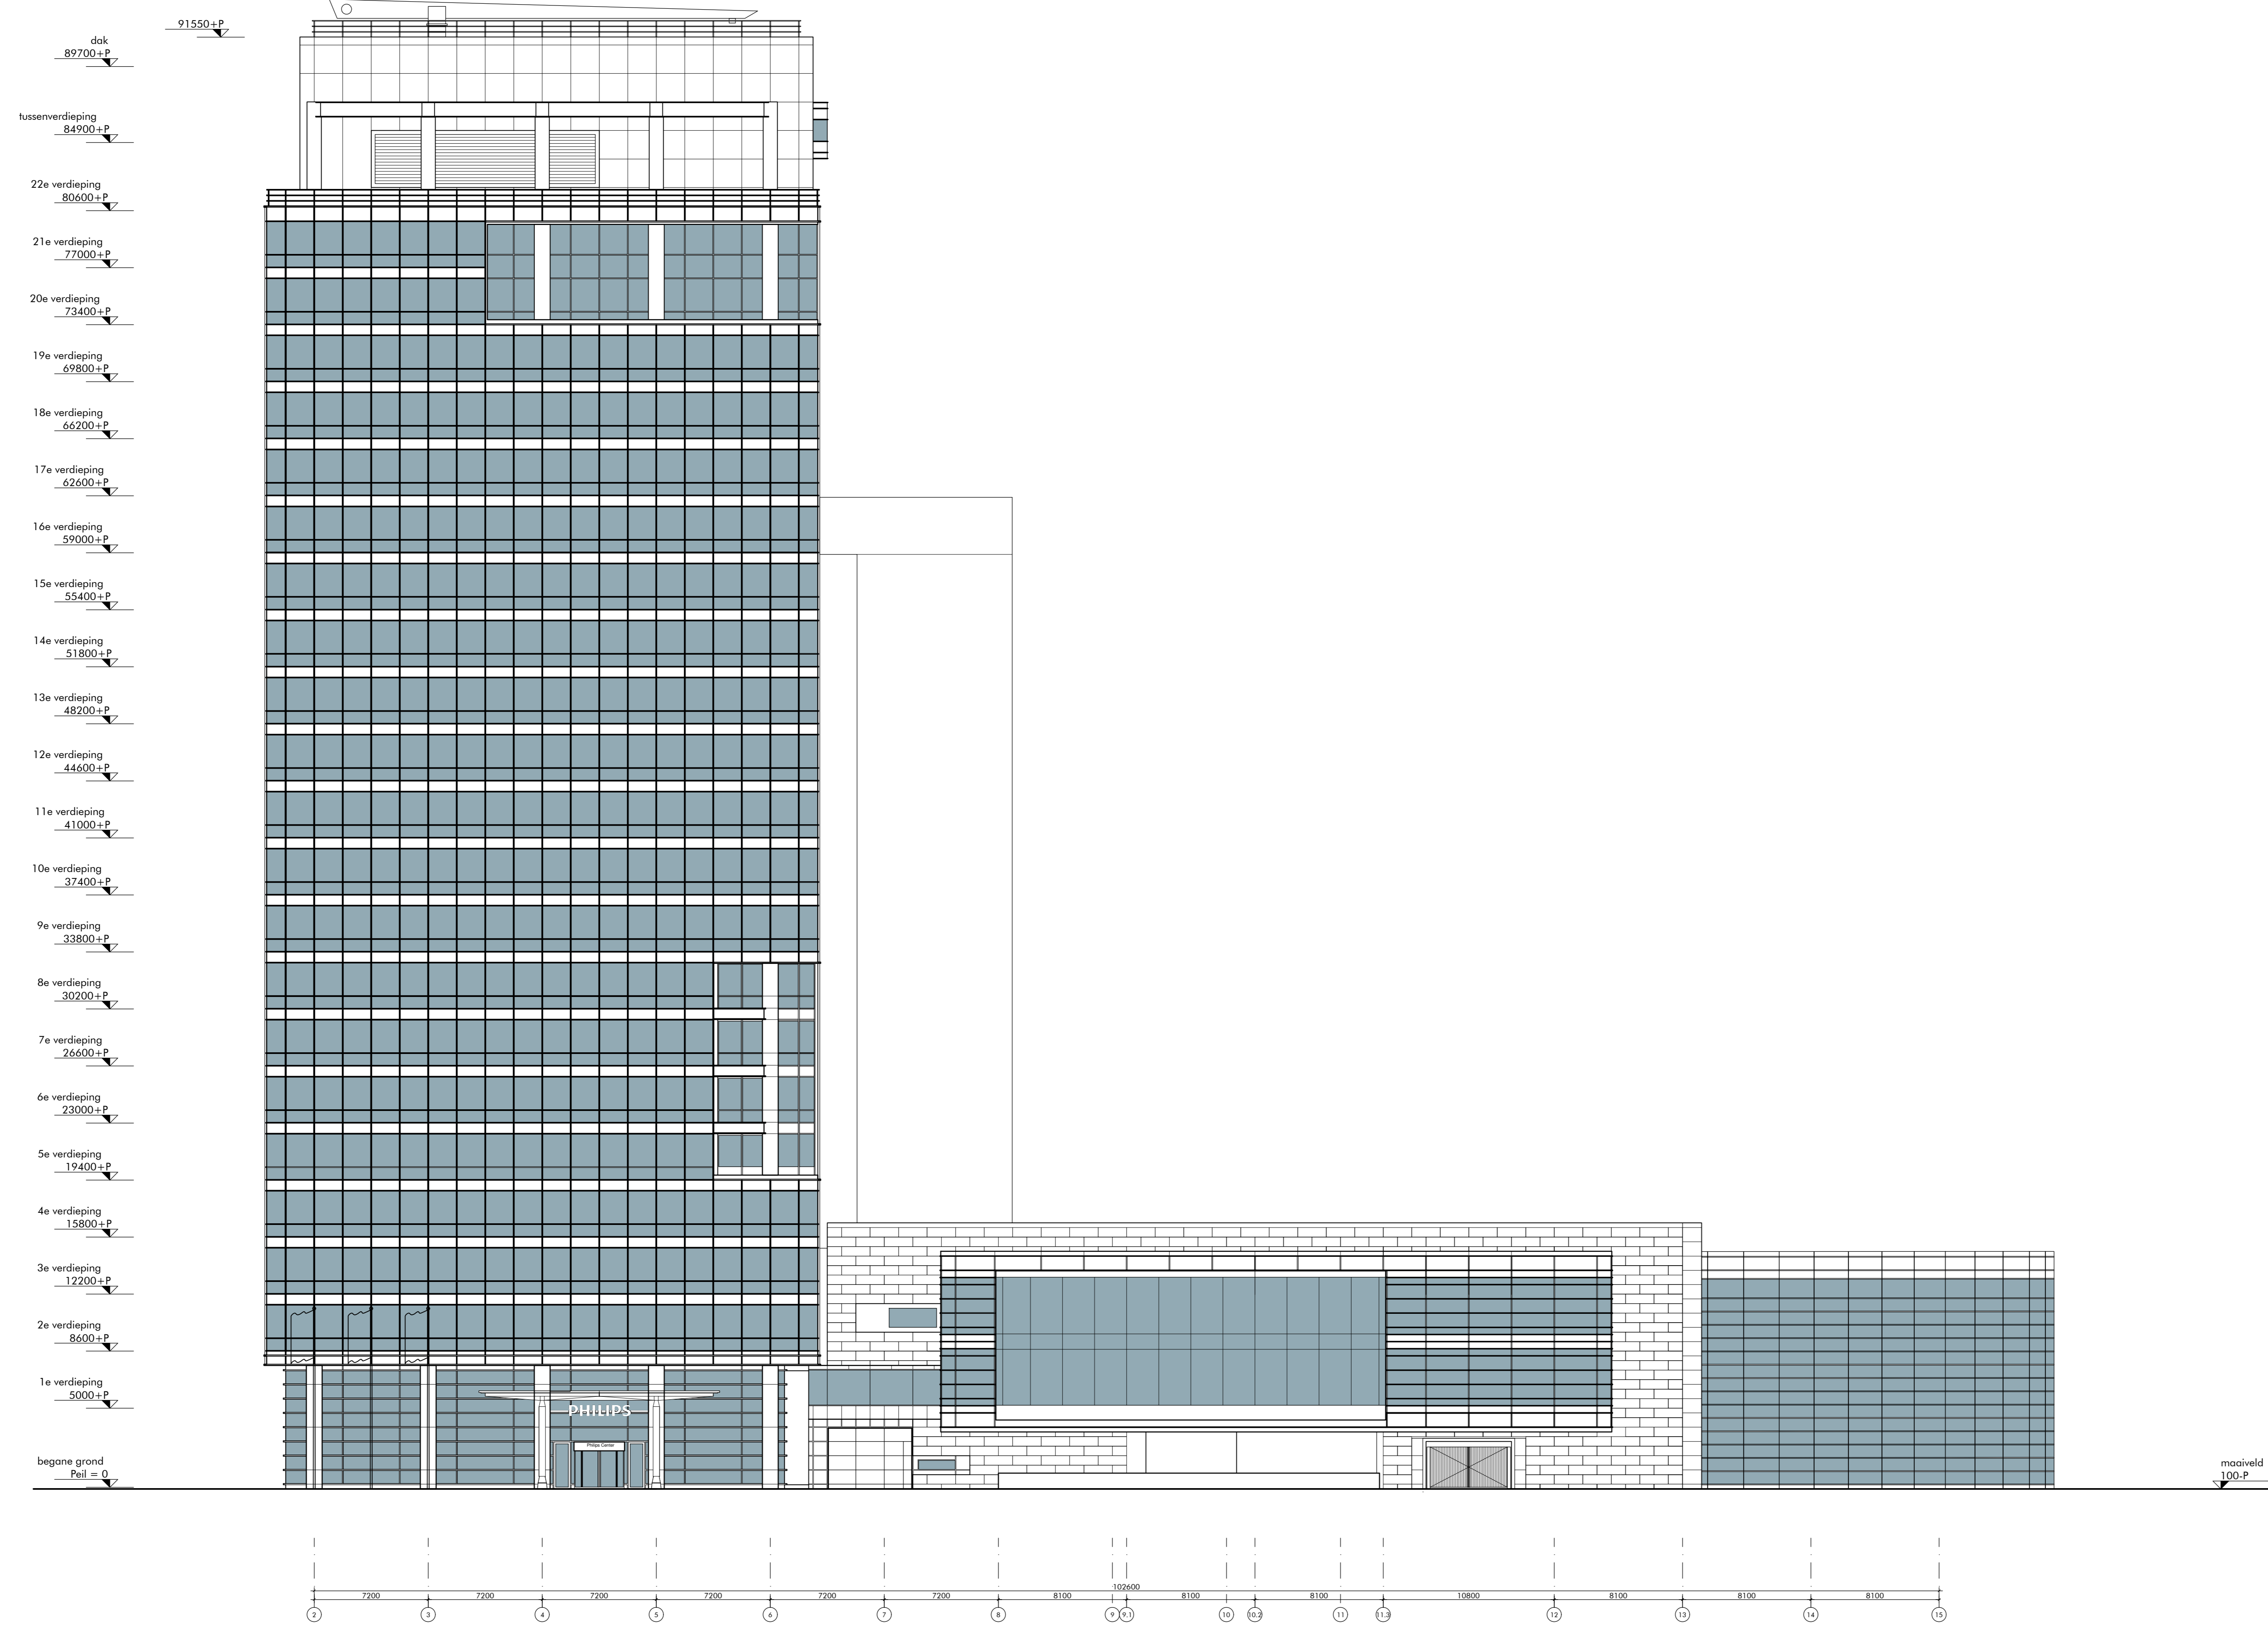 91550+P
dak
89700+P
tussenverdieping
84900+P
22e verdieping
80600+P
21e verdieping
77000+P
20e verdieping
73400+P
19e verdieping
69800+P
18e verdieping
66200+P
17e verdieping
62600+P
16e verdieping
59000+P
15e verdieping
55400+P
14e verdieping
51800+P
13e verdieping
48200+P
12e verdieping
44600+P
11e verdieping
41000+P
10e verdieping
37400+P
9e verdieping
33800+P
8e verdieping
30200+P
7e verdieping
26600+P
6e verdieping
23000+P
5e verdieping
19400+P
4e verdieping
15800+P
3e verdieping
12200+P
2e verdieping
8600+P
1e verdieping
5000+P
PHILIPS
Philips Center
begane grond
Peil = 0
maaiveld
100-P
102600
7200 7200 7200 7200 7200 7200 8100 8100 8100 10800 8100 8100 8100
2 3 4 5 6 7 8 9 9.1 10 10.2 11 11.3 12 13 14 15